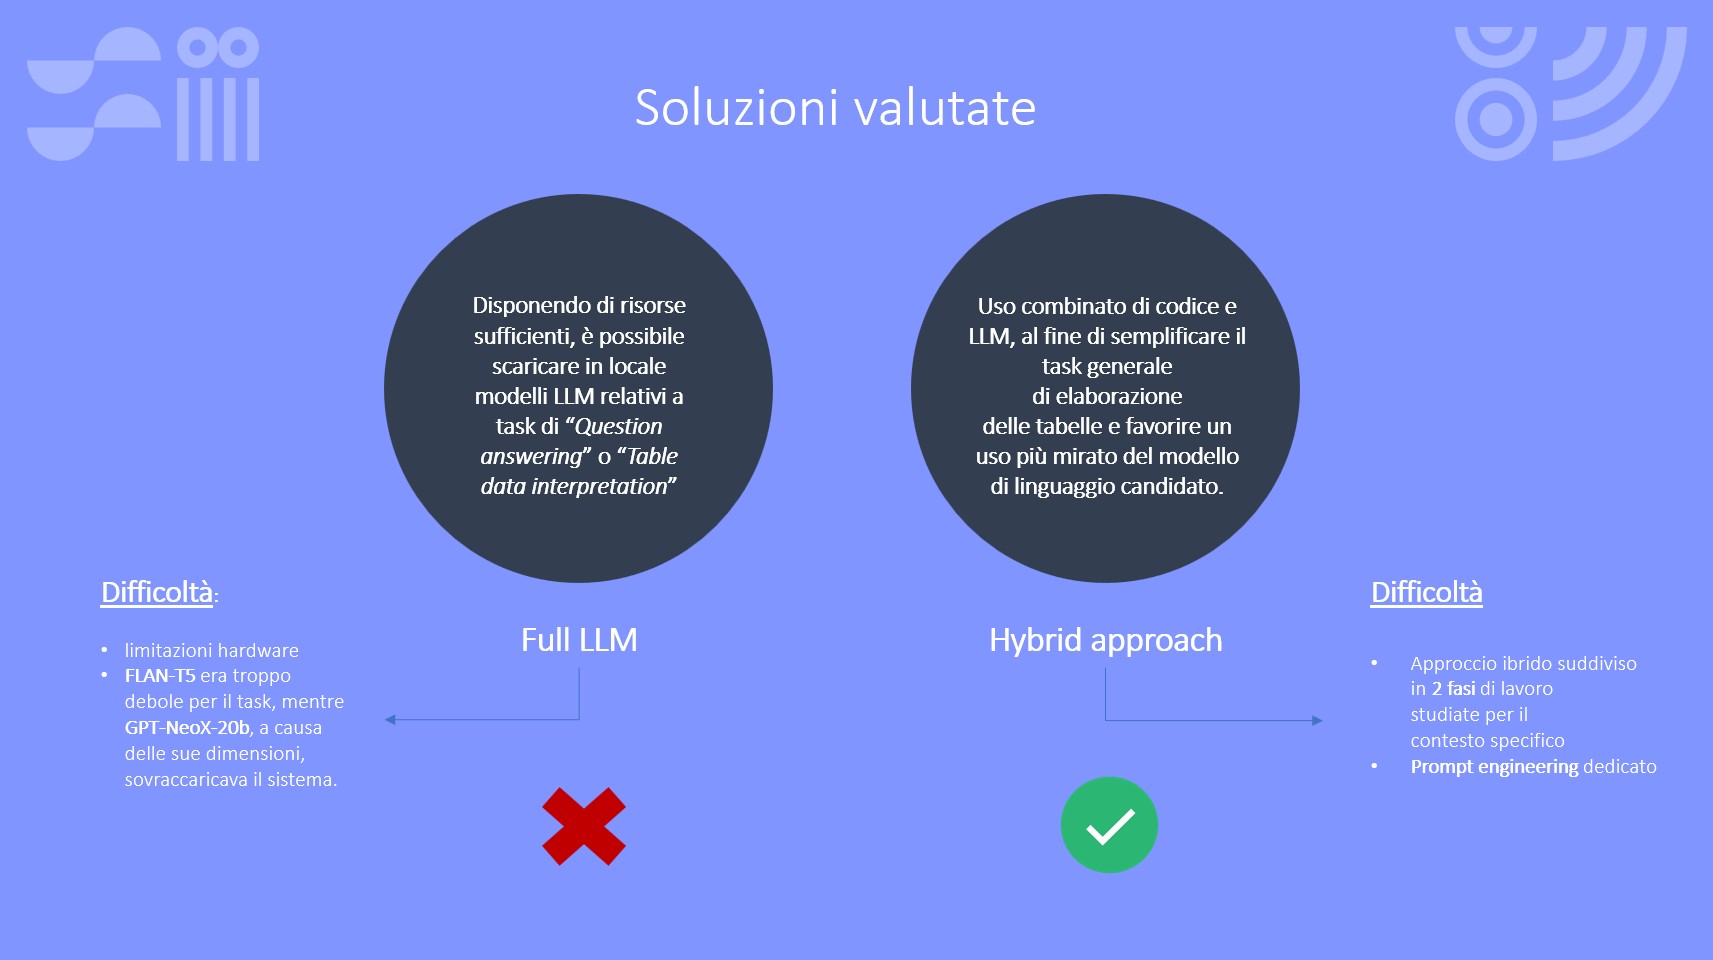 Soluzioni valutate
Disponendo di risorse
sufficienti, è possibile
scaricare in locale
modelli LLM relativi a
task di “Question
answering” o “Table
data interpretation”
Uso combinato di codice e
LLM, al fine di semplificare il
task generale
di elaborazione
delle tabelle e favorire un
uso più mirato del modello
di linguaggio candidato.
Full LLM
Hybrid approach
Difficoltà:
• limitazioni hardware
• FLAN-T5 era troppo
debole per il task, mentre
GPT-NeoX-20b, a causa
delle sue dimensioni,
sovraccaricava il sistema.
Difficoltà
• Approccio ibrido suddiviso
in 2 fasi di lavoro
studiate per il
contesto specifico
• Prompt engineering dedicato